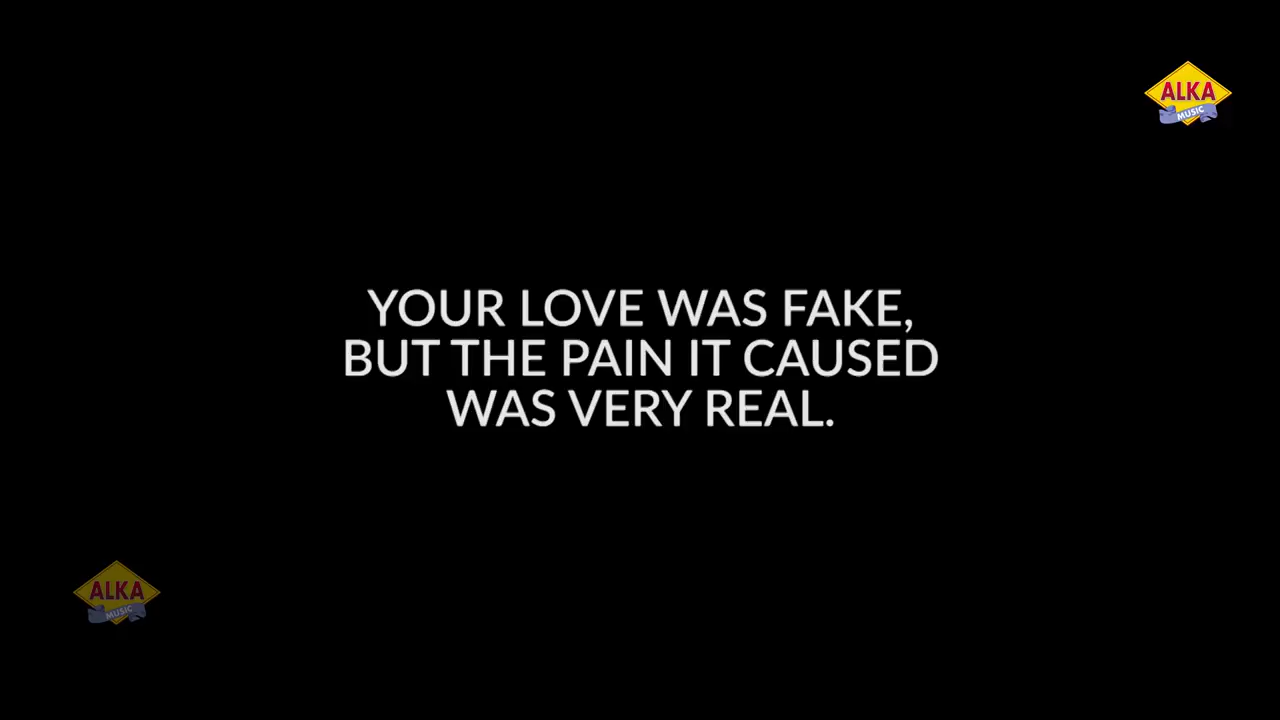 ALKA
MUSIC
YOUR LOVE WAS FAKE,
BUT THE PAIN IT CAUSED
WAS VERY REAL.
ALKA
MUSIC